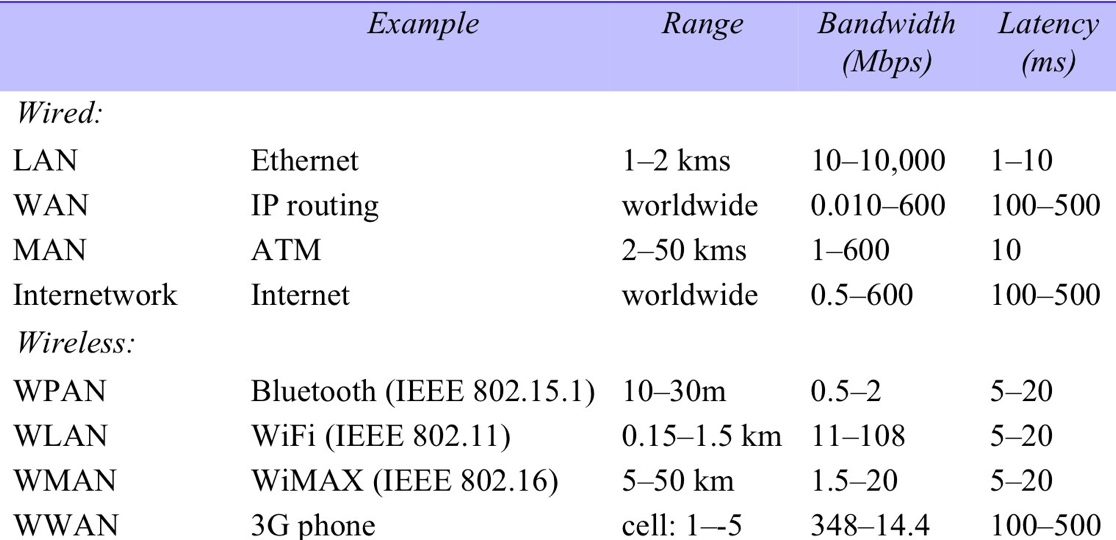 Example Range Bandwidth Latency
(Mbps) (ms)
Wired:
LAN Ethernet 1–2 kms 10–10,000 1–10
WAN IP routing worldwide 0.010–600 100–500
MAN ATM 2–50 kms 1–600 10
Internetwork Internet worldwide 0.5–600 100–500
Wireless:
WPAN Bluetooth (IEEE 802.15.1) 10–30m 0.5–2 5–20
WLAN WiFi (IEEE 802.11) 0.15–1.5 km 11–108 5–20
WMAN WiMAX (IEEE 802.16) 5–50 km 1.5–20 5–20
WWAN 3G phone cell: 1–-5 348–14.4 100–500